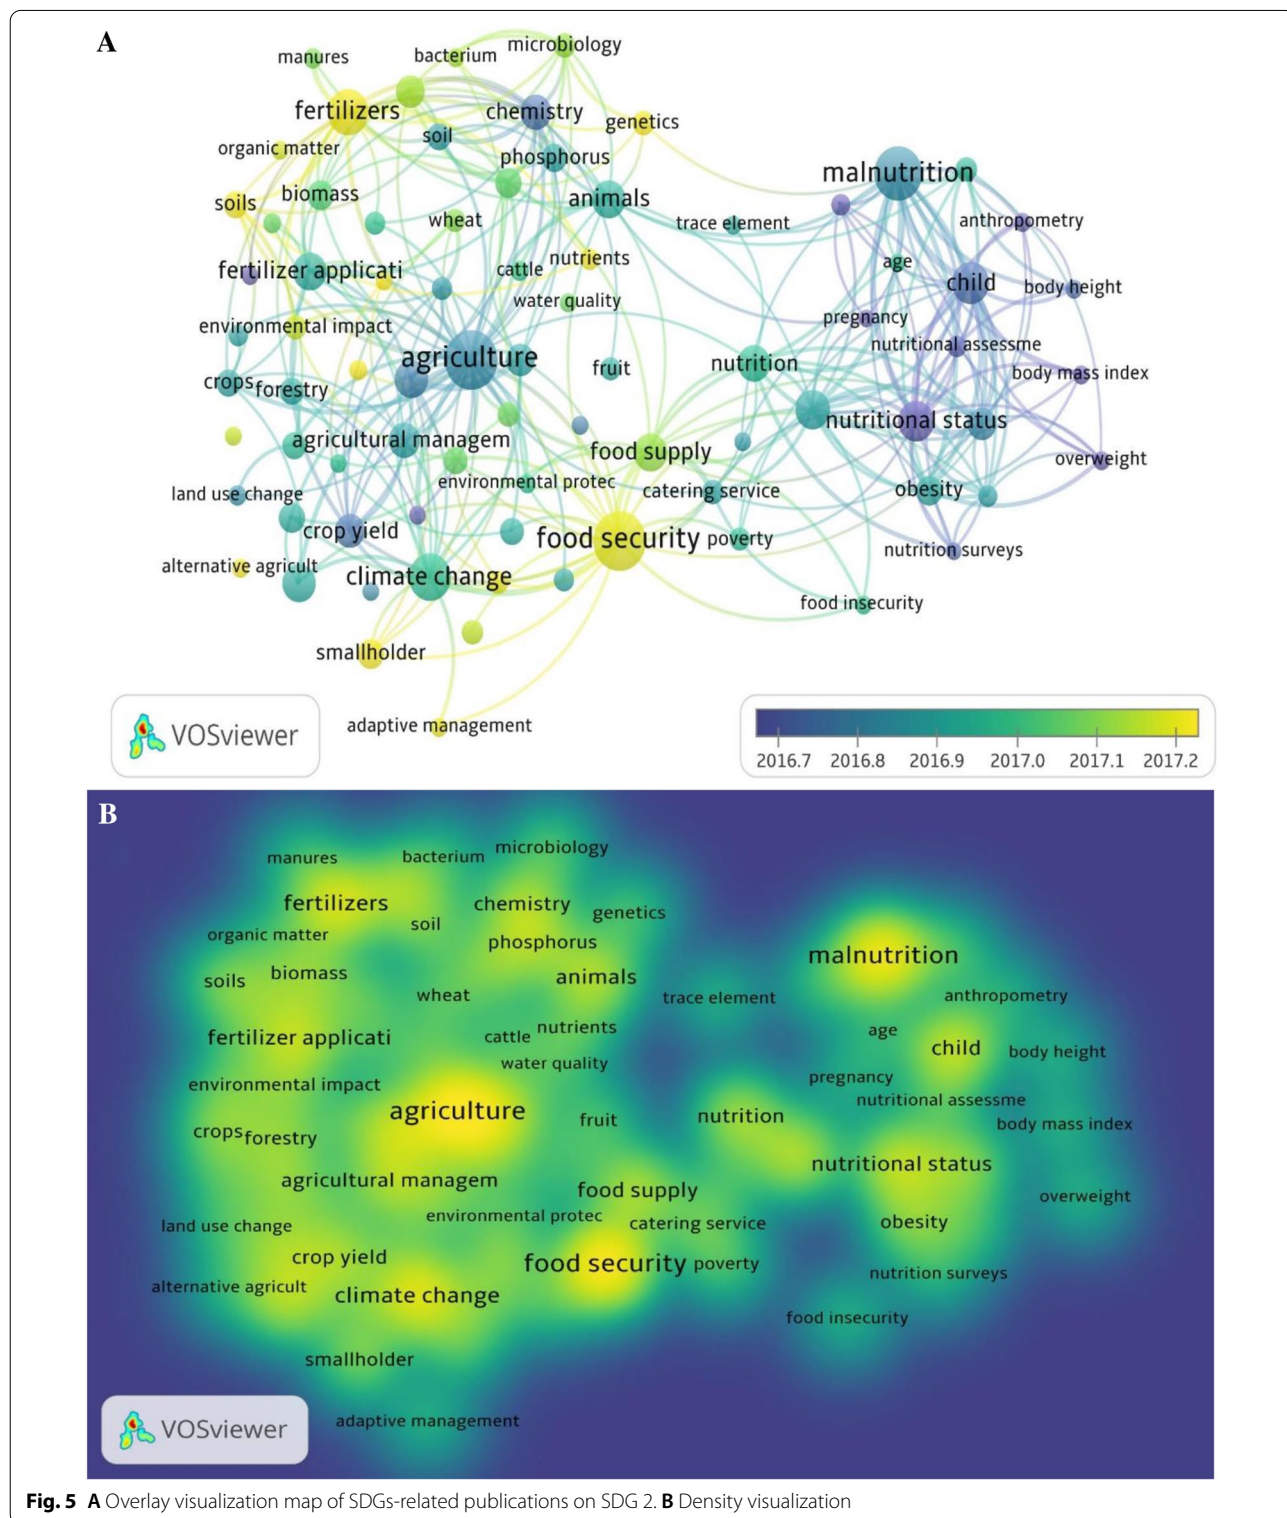 A
manures
bacterium
microbiology
fertilizers
chemistry
genetics
soil
organic matter
phosphorus
malnutrition
biomass
soils
animals
wheat
trace element
anthropometry
nutrients
age
fertilizer applicati
cattle
child
body height
water quality
pregnancy
environmental impact
nutritional assessme
agriculture
nutrition
fruit
body mass index
crops
forestry
nutritional status
agricultural managem
food supply
overweight
environmental protec
catering service
obesity
land use change
crop yield
food security
poverty
nutrition surveys
alternative agricult
climate change
food insecurity
smallholder
adaptive management
VOSviewer
2016.7 2016.8 2016.9 2017.0 2017.1 2017.2
B
manures
bacterium
microbiology
fertilizers
chemistry
genetics
soil
organic matter
phosphorus
malnutrition
biomass
soils
animals
wheat
trace element
anthropometry
nutrients
age
fertilizer applicati
cattle
child
body height
water quality
pregnancy
environmental impact
nutritional assessme
agriculture
nutrition
fruit
body mass index
crops
forestry
nutritional status
agricultural managem
food supply
overweight
environmental protec
catering service
obesity
land use change
crop yield
food security
poverty
nutrition surveys
alternative agricult
climate change
food insecurity
smallholder
adaptive management
VOSviewer
Fig. 5 A Overlay visualization map of SDGs-related publications on SDG 2. B Density visualization